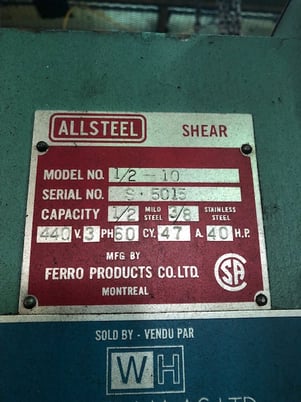 ALLSTEEL SHEAR
MODEL NO. 1/2-10
SERIAL NO. S-5015
CAPACITY 1/2 MILD STEEL 3/8 STAINLESS STEEL
440 V. 3 PH 60 CY. 47 A. 40 H.P.
MFG BY
FERRO PRODUCTS CO. LTD.
MONTREAL
SOLD BY - VENDU PAR
WH